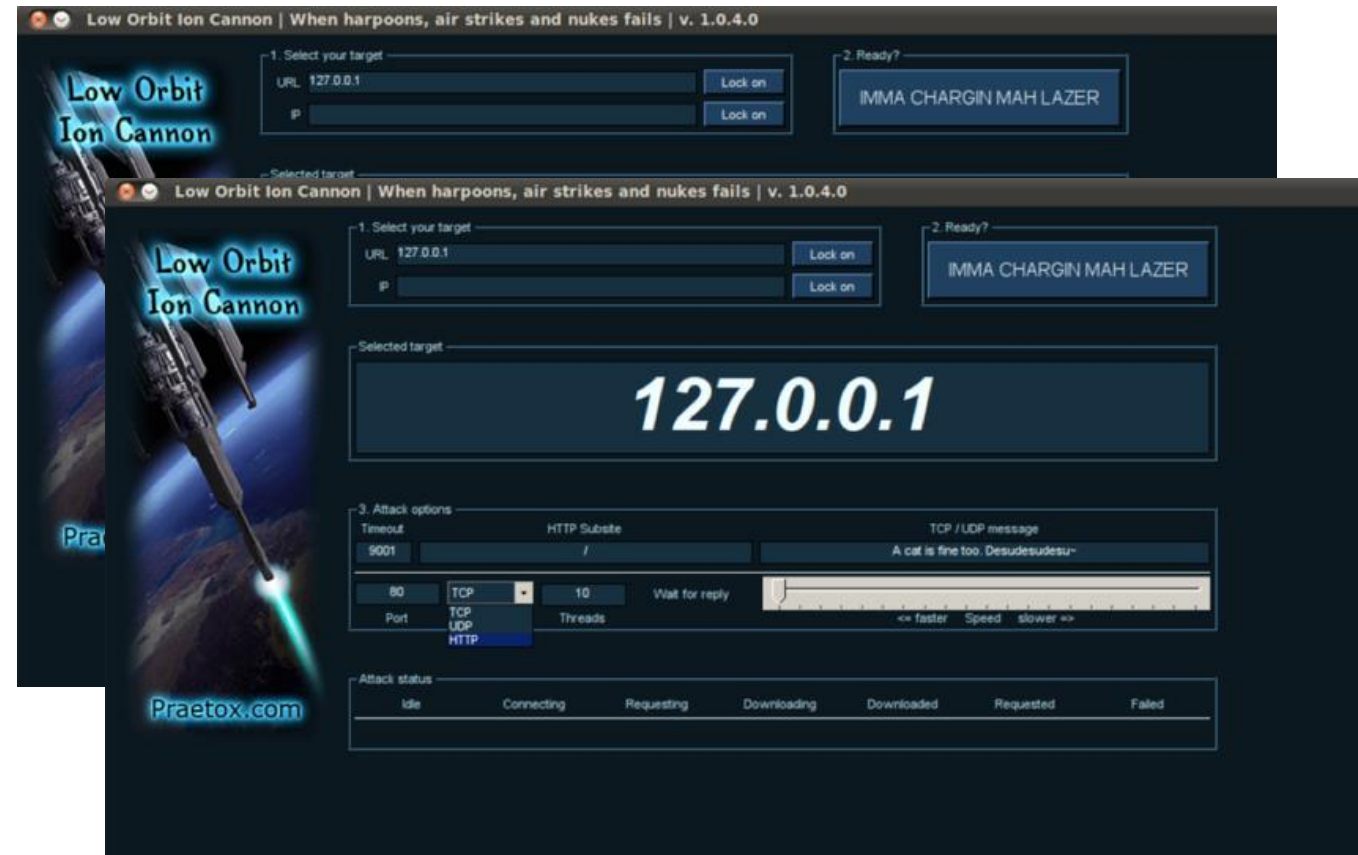 Low Orbit Ion Cannon | When harpoons, air strikes and nukes fails | v. 1.0.4.0
Low Orbit
Ion Cannon
1. Select your target
URL 127.0.0.1 Lock on
IP Lock on
2. Ready?
IMMA CHARGIN MAH LAZER
Selected target
Pra
Low Orbit Ion Cannon | When harpoons, air strikes and nukes fails | v. 1.0.4.0
Low Orbit
Ion Cannon
1. Select your target
URL 127.0.0.1 Lock on
IP Lock on
2. Ready?
IMMA CHARGIN MAH LAZER
Selected target
127.0.0.1
3. Attack options
Timeout HTTP Subsite TCP / UDP message
9001 / A cat is fine too. Desudesudesu~
80 TCP 10 Wait for reply
Port TCP Threads <= faster Speed slower =>
UDP
HTTP
Attack status
Idle Connecting Requesting Downloading Downloaded Requested Failed
Praetox.com